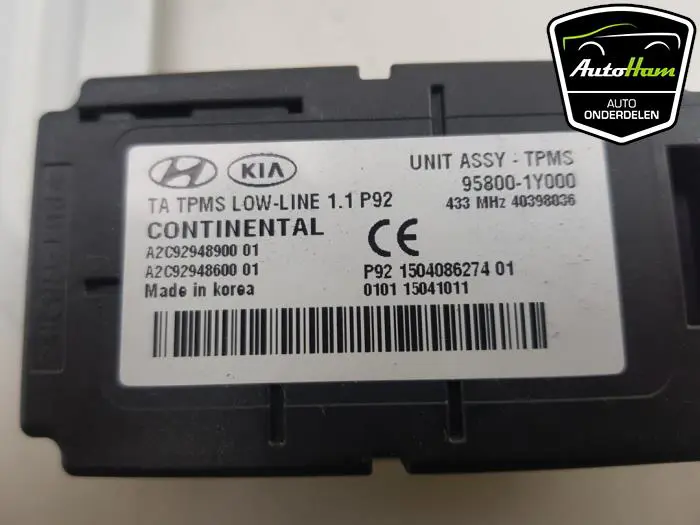 AutoHam
AUTO
ONDERDELEN
KIA
UNIT ASSY - TPMS
TA TPMS LOW-LINE 1.1 P92
95800-1Y000
433 MHz 40398036
CONTINENTAL
CE
A2C92948900 01
A2C92948600 01
P92 1504086274 01
Made in korea
0101 15041011